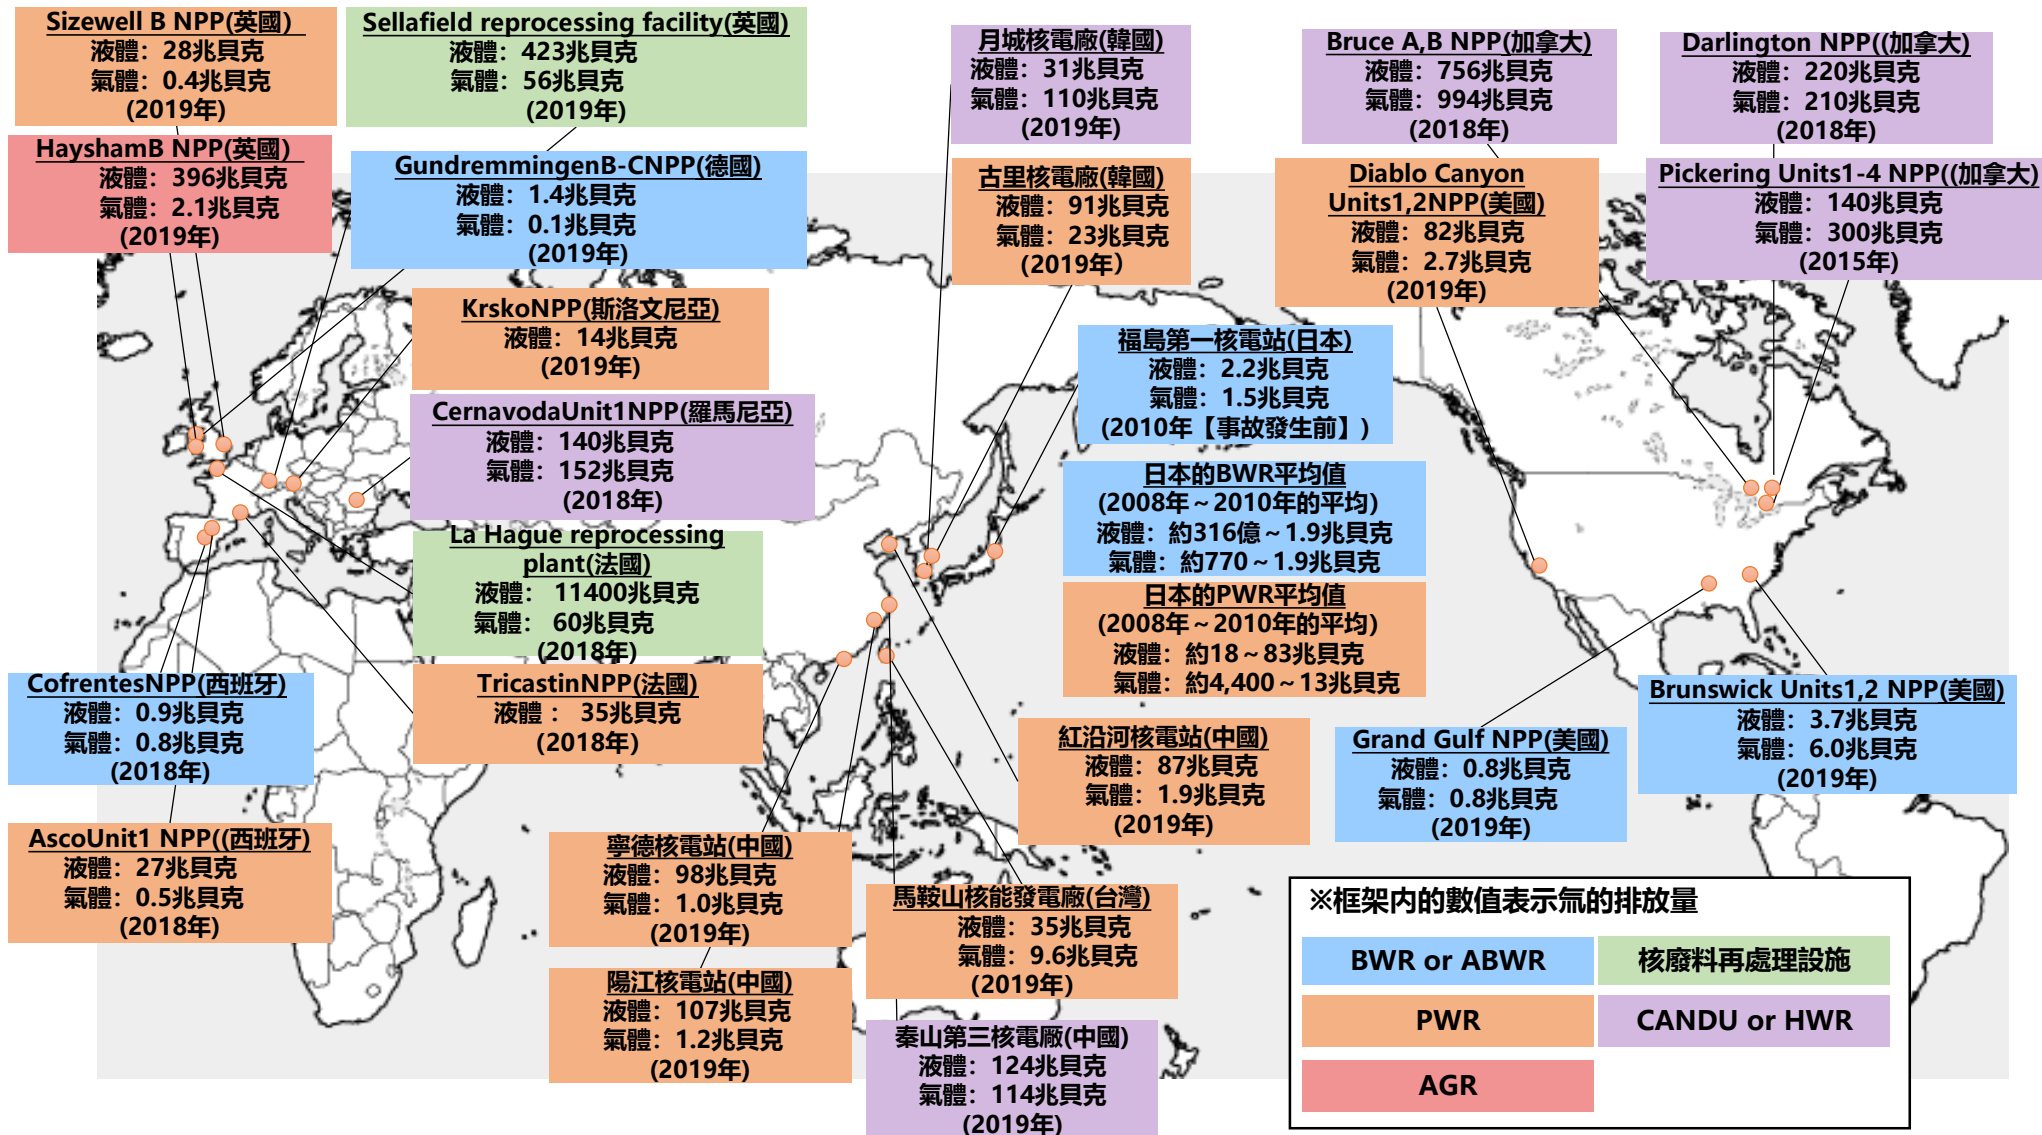 Sizewell B NPP(英國)
液體：28兆貝克
氣體：0.4兆貝克
(2019年)
Sellafield reprocessing facility(英國)
液體：423兆貝克
氣體：56兆貝克
(2019年)
月城核電廠(韓國)
液體：31兆貝克
氣體：110兆貝克
(2019年)
Bruce A,B NPP(加拿大)
液體：756兆貝克
氣體：994兆貝克
(2018年)
Darlington NPP((加拿大)
液體：220兆貝克
氣體：210兆貝克
(2018年)
HayshamB NPP(英國)
液體：396兆貝克
氣體：2.1兆貝克
(2019年)
GundremmingenB-CNPP(德國)
液體：1.4兆貝克
氣體：0.1兆貝克
(2019年)
古里核電廠(韓國)
液體：91兆貝克
氣體：23兆貝克
(2019年）
Diablo Canyon
Units1,2NPP(美國)
液體：82兆貝克
氣體：2.7兆貝克
(2019年)
Pickering Units1-4 NPP((加拿大)
液體：140兆貝克
氣體：300兆貝克
(2015年)
KrskoNPP(斯洛文尼亞)
液體：14兆貝克
(2019年)
福島第一核電站(日本)
液體：2.2兆貝克
氣體：1.5兆貝克
(2010年【事故發生前】)
CernavodaUnit1NPP(羅馬尼亞)
液體：140兆貝克
氣體：152兆貝克
(2018年)
日本的BWR平均值
(2008年～2010年的平均）
液體：約316億～1.9兆貝克
氣體：約770～1.9兆貝克
La Hague reprocessing
plant(法國)
液體： 11400兆貝克
氣體： 60兆貝克
(2018年)
日本的PWR平均值
(2008年～2010年的平均）
液體：約18～83兆貝克
氣體：約4,400～13兆貝克
CofrentesNPP(西班牙)
液體：0.9兆貝克
氣體：0.8兆貝克
(2018年)
TricastinNPP(法國)
液體： 35兆貝克
(2018年)
紅沿河核電站(中國)
液體：87兆貝克
氣體：1.9兆貝克
(2019年)
Grand Gulf NPP(美國)
液體：0.8兆貝克
氣體：0.8兆貝克
(2019年)
Brunswick Units1,2 NPP(美國)
液體：3.7兆貝克
氣體：6.0兆貝克
(2019年)
AscoUnit1 NPP((西班牙)
液體：27兆貝克
氣體：0.5兆貝克
(2018年)
寧德核電站(中國)
液體：98兆貝克
氣體：1.0兆貝克
(2019年)
馬鞍山核能發電廠(台灣)
液體：35兆貝克
氣體：9.6兆貝克
(2019年)
陽江核電站(中國)
液體：107兆貝克
氣體：1.2兆貝克
(2019年)
秦山第三核電廠(中國)
液體：124兆貝克
氣體：114兆貝克
(2019年)
※框架内的數值表示氚的排放量
BWR or ABWR
核廢料再處理設施
PWR
CANDU or HWR
AGR